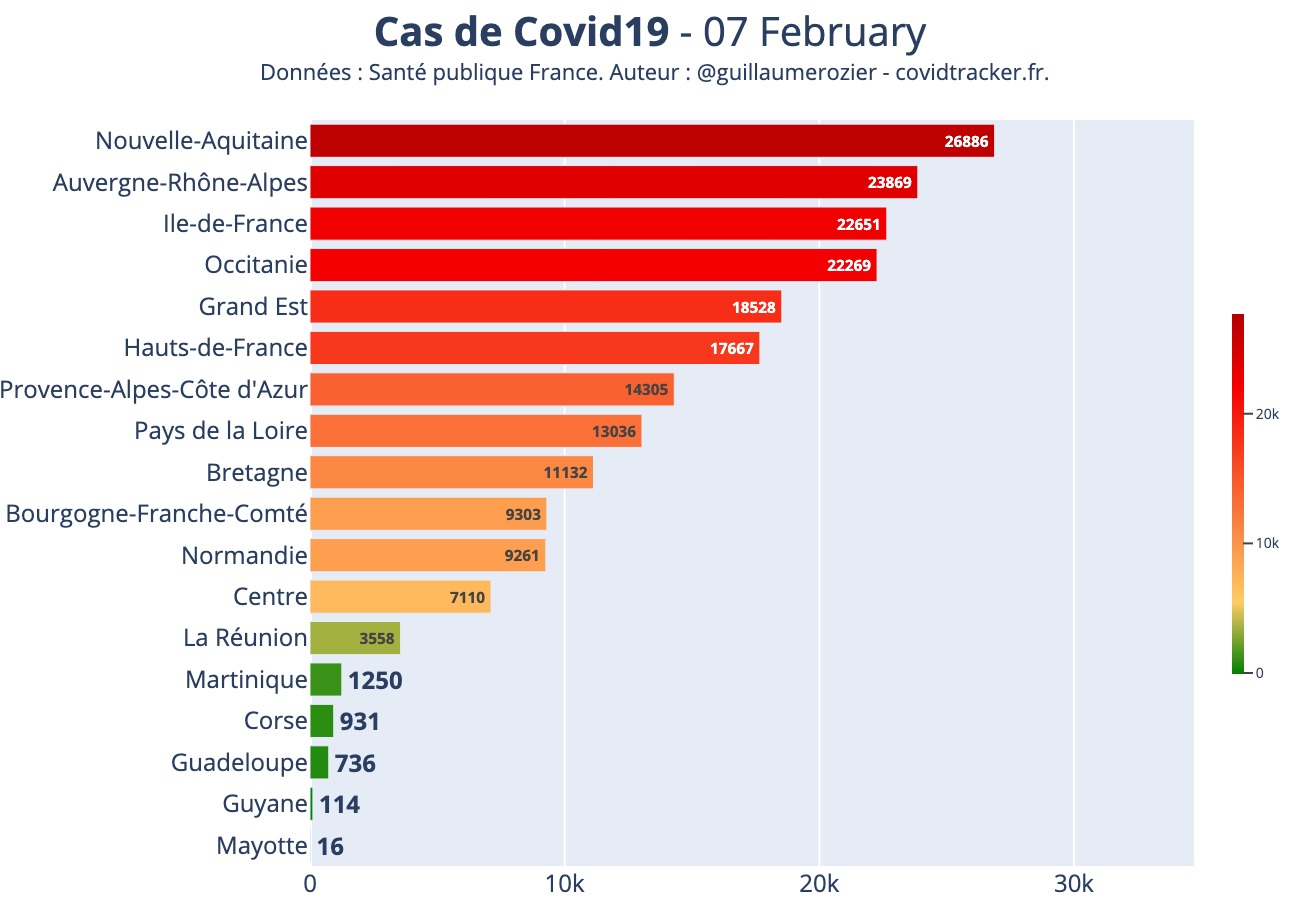 Cas de Covid19 - 07 February
Données : Santé publique France. Auteur : @guillaumerozier - covidtracker.fr.
Nouvelle-Aquitaine 26886
Auvergne-Rhône-Alpes 23869
Ile-de-France 22651
Occitanie 22269
Grand Est 18528
Hauts-de-France 17667
Provence-Alpes-Côte d'Azur 14305
Pays de la Loire 13036
Bretagne 11132
Bourgogne-Franche-Comté 9303
Normandie 9261
Centre 7110
La Réunion 3558
Martinique 1250
Corse 931
Guadeloupe 736
Guyane 114
Mayotte 16
0 10k 20k 30k
20k
10k
0